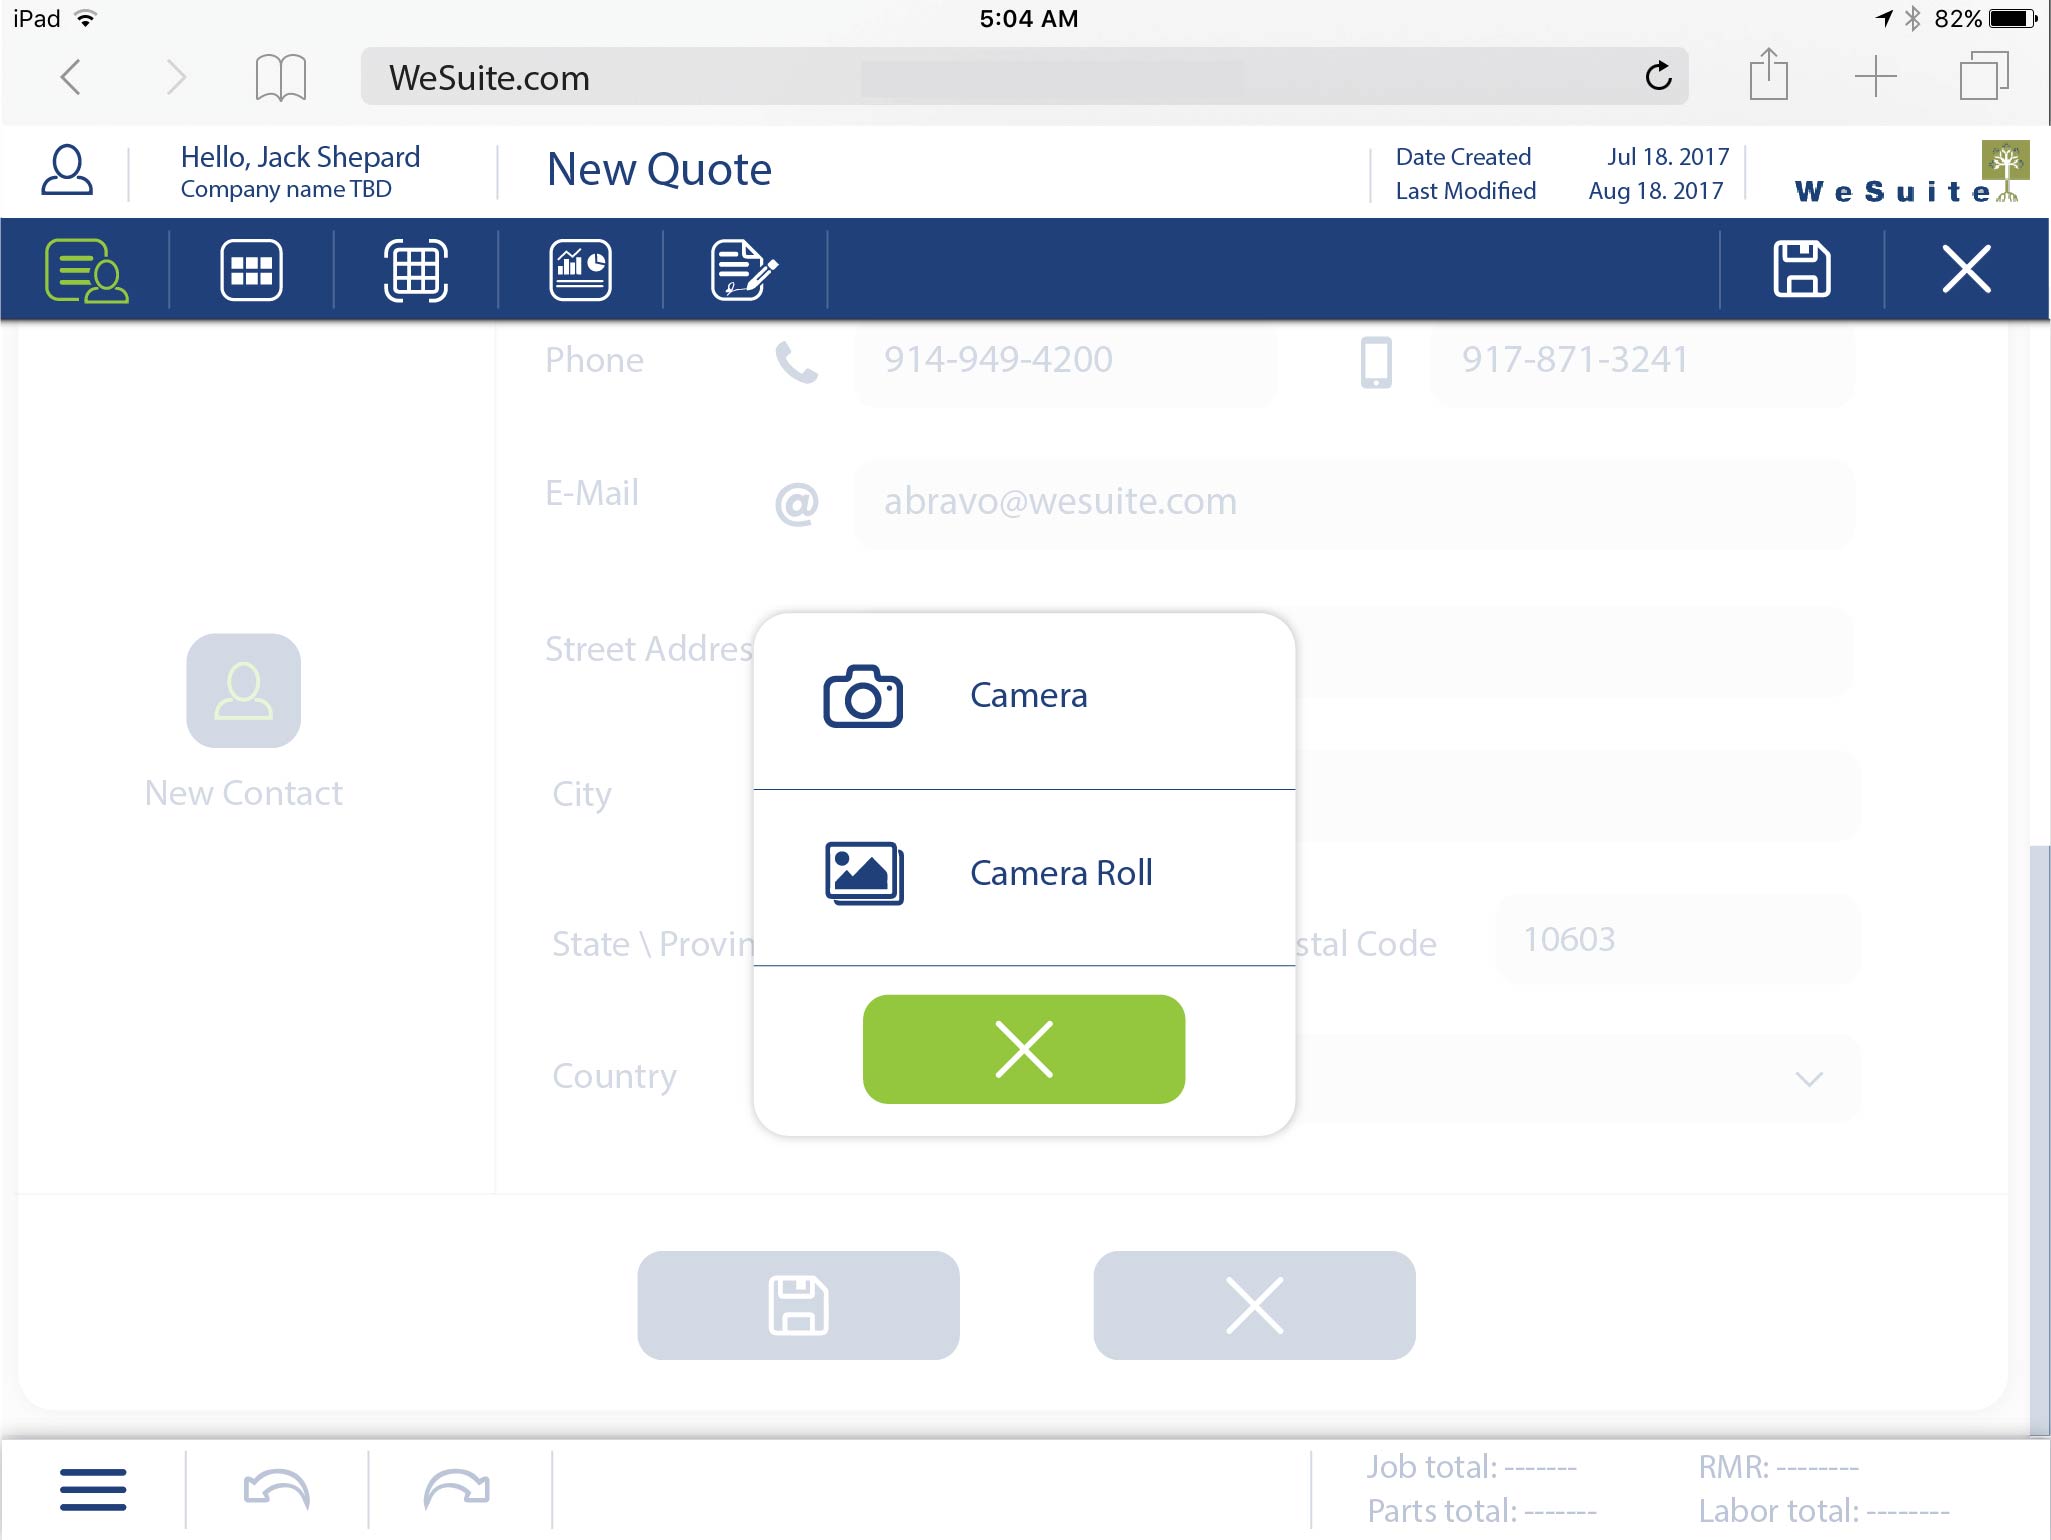 iPad 5:04 AM 82%
WeSuite.com
Hello, Jack Shepard
Company name TBD
New Quote
Date Created Jul 18. 2017
Last Modified Aug 18. 2017
WeSuite
Phone 914-949-4200 917-871-3241
E-Mail @ abravo@wesuite.com
Street Addres
Camera
New Contact
City
Camera Roll
State \ Provin stal Code 10603
Country
Job total: -------
RMR: --------
Parts total: -------
Labor total: --------